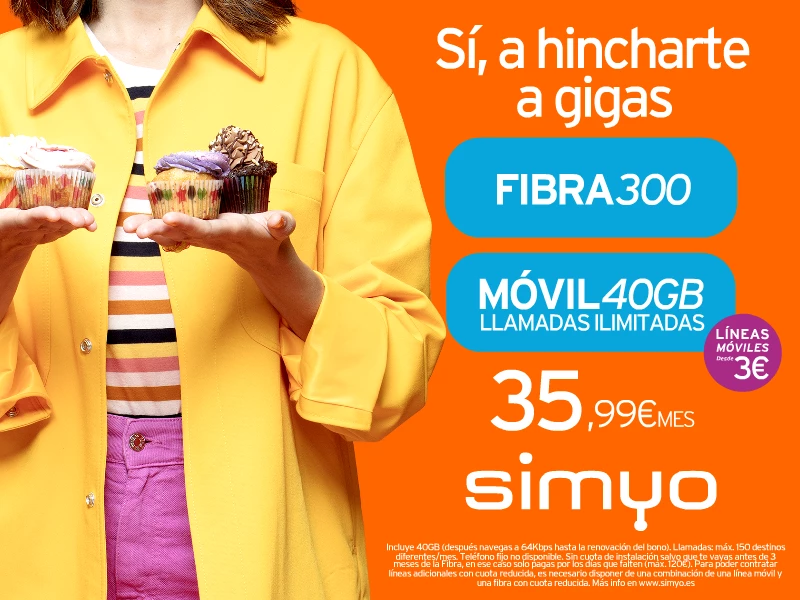 Sí, a hincharte
a gigas
FIBRA300
MÓVIL40GB
LLAMADAS ILIMITADAS
LÍNEAS
MÓVILES
Desde 3€
35,99€MES
simyo
Incluye 40GB (después navegas a 64Kbps hasta la renovación del bono). Llamadas: máx. 150 destinos
diferentes/mes. Teléfono fijo no disponible. Sin cuota de instalación salvo que te vayas antes de 3
meses de la Fibra, en ese caso solo pagas por los días que falten (máx. 120€). Para poder contratar
líneas adicionales con cuota reducida, es necesario disponer de una combinación de una línea móvil y
una fibra con cuota reducida. Más info en www.simyo.es